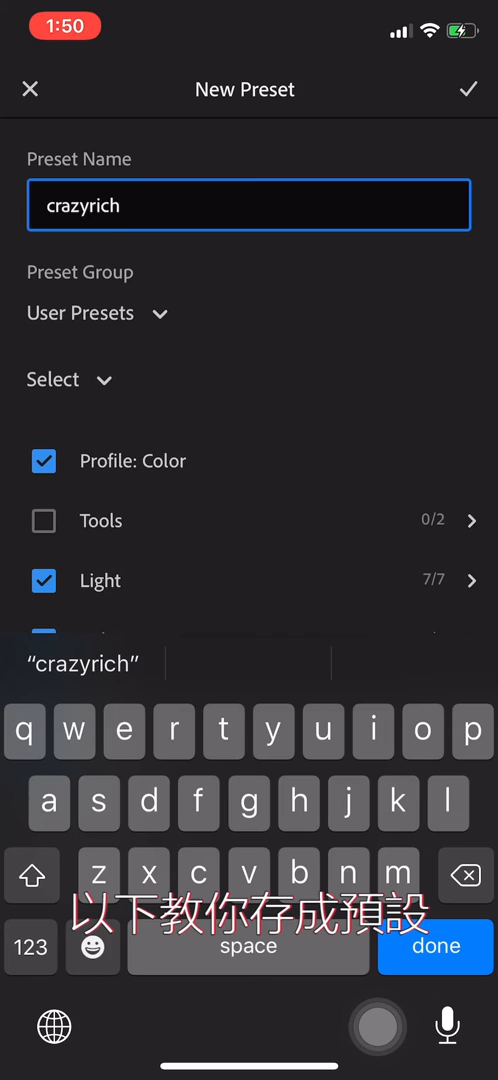 1:50
New Preset
Preset Name
crazyrich
Preset Group
User Presets
Select
Profile: Color
Tools 0/2
Light 7/7
“crazyrich”
q w e r t y u i o p
a s d f g h j k l
z x c v b n m
以下教你存成預設
123 space done